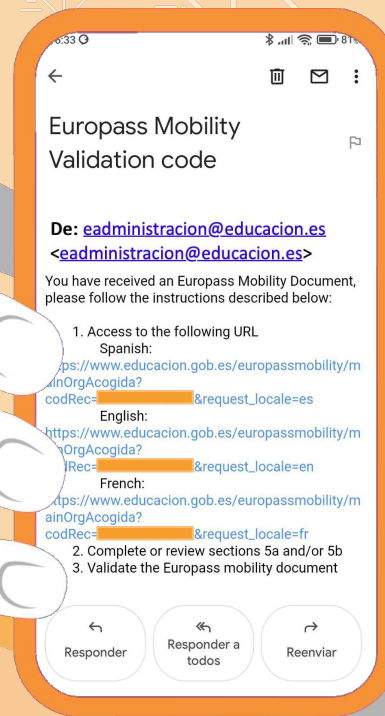 6:33
81
Europass Mobility
Validation code
De: eadministracion@educacion.es
<eadministracion@educacion.es>
You have received an Europass Mobility Document,
please follow the instructions described below:
1. Access to the following URL
Spanish:
ttps://www.educacion.gob.es/europassmobility/m
ainOrgAcogida?
codRec= &request_locale=es
English:
https://www.educacion.gob.es/europassmobility/m
nOrgAcogida?
dRec= &request_locale=en
French:
ttps://www.educacion.gob.es/europassmobility/m
ainOrgAcogida?
codRec= &request_locale=fr
2. Complete or review sections 5a and/or 5b
3. Validate the Europass mobility document
Responder
Responder a
todos
Reenviar